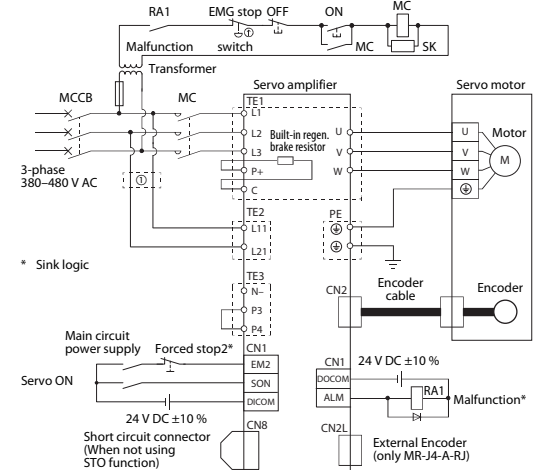 RA1 EMG stop OFF ON MC
Malfunction switch ① MC SK
Transformer
MCCB MC
Servo amplifier Servo motor
TE1
L1
L2
L3
P+
C
Built-in regen.
brake resistor
U
V
W
U
V
W
Motor
M
3-phase
380–480 V AC
①
TE2
L11
L21
PE
* Sink logic
TE3
N–
P3
P4
CN2
Encoder
cable
Encoder
Main circuit
power supply
Forced stop2*
Servo ON
CN1
EM2
SON
DICOM
24 V DC ±10 %
CN1
DOCOM
ALM
24 V DC ±10 %
RA1
Malfunction*
Short circuit connector
(When not using
STO function)
CN8
CN2L
External Encoder
(only MR-J4-A-RJ)